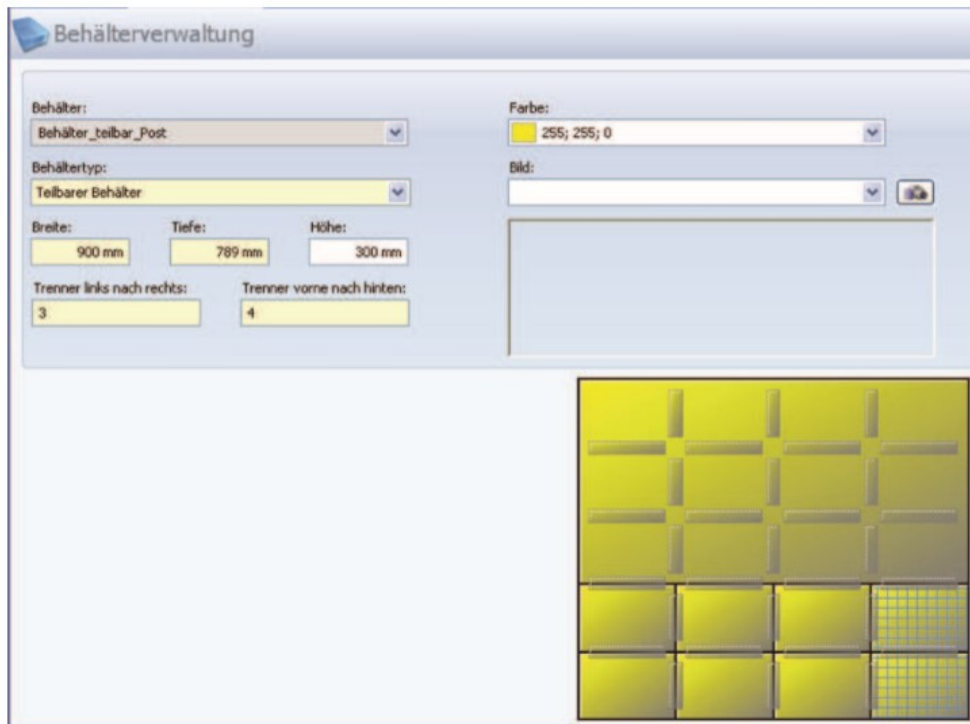 Behälterverwaltung
Behälter:
Behälter_teilbar_Post
Behältertyp:
Teilbarer Behälter
Breite: Tiefe: Höhe:
900 mm 789 mm 300 mm
Trenner links nach rechts: Trenner vorne nach hinten:
3 4
Farbe:
255; 255; 0
Bild: